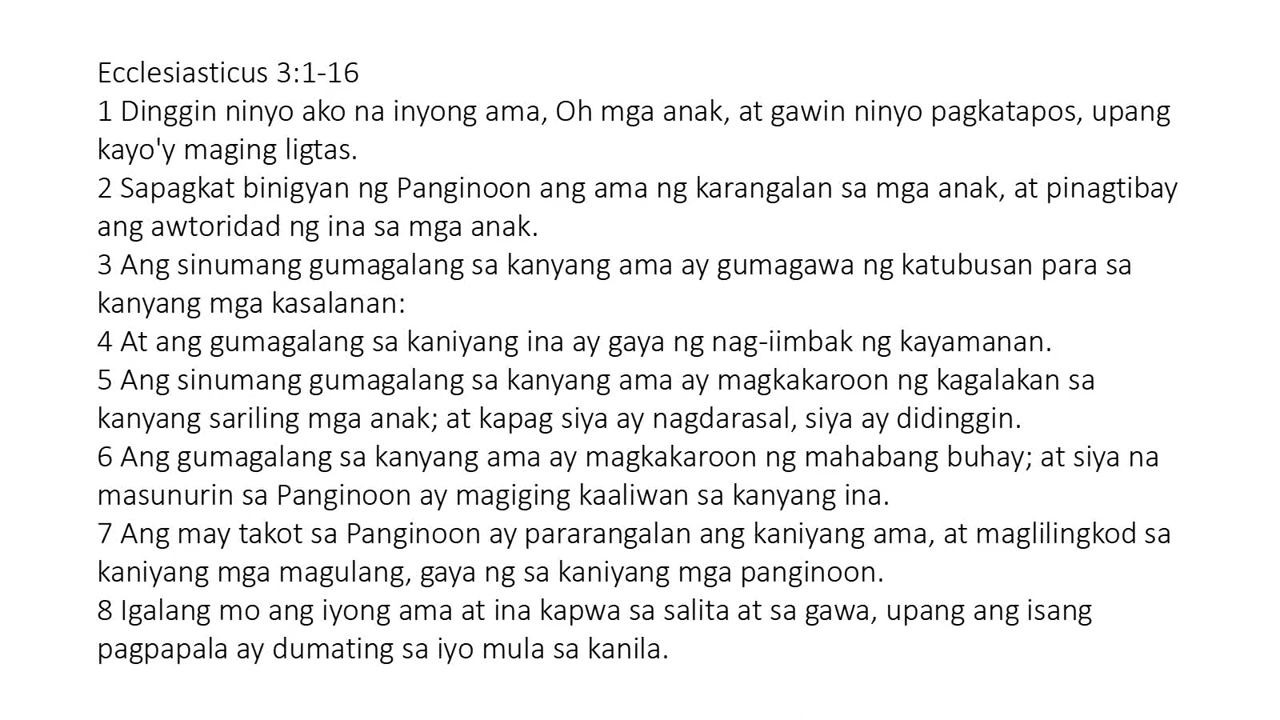 Ecclesiasticus 3:1-16
1 Dinggin ninyo ako na inyong ama, Oh mga anak, at gawin ninyo pagkatapos, upang
kayo'y maging ligtas.
2 Sapagkat binigyan ng Panginoon ang ama ng karangalan sa mga anak, at pinagtibay
ang awtoridad ng ina sa mga anak.
3 Ang sinumang gumagalang sa kanyang ama ay gumagawa ng katubusan para sa
kanyang mga kasalanan:
4 At ang gumagalang sa kaniyang ina ay gaya ng nag-iimbak ng kayamanan.
5 Ang sinumang gumagalang sa kanyang ama ay magkakaroon ng kagalakan sa
kanyang sariling mga anak; at kapag siya ay nagdarasal, siya ay didinggin.
6 Ang gumagalang sa kanyang ama ay magkakaroon ng mahabang buhay; at siya na
masunurin sa Panginoon ay magiging kaaliwan sa kanyang ina.
7 Ang may takot sa Panginoon ay pararangalan ang kaniyang ama, at maglilingkod sa
kaniyang mga magulang, gaya ng sa kaniyang mga panginoon.
8 Igalang mo ang iyong ama at ina kapwa sa salita at sa gawa, upang ang isang
pagpapala ay dumating sa iyo mula sa kanila.